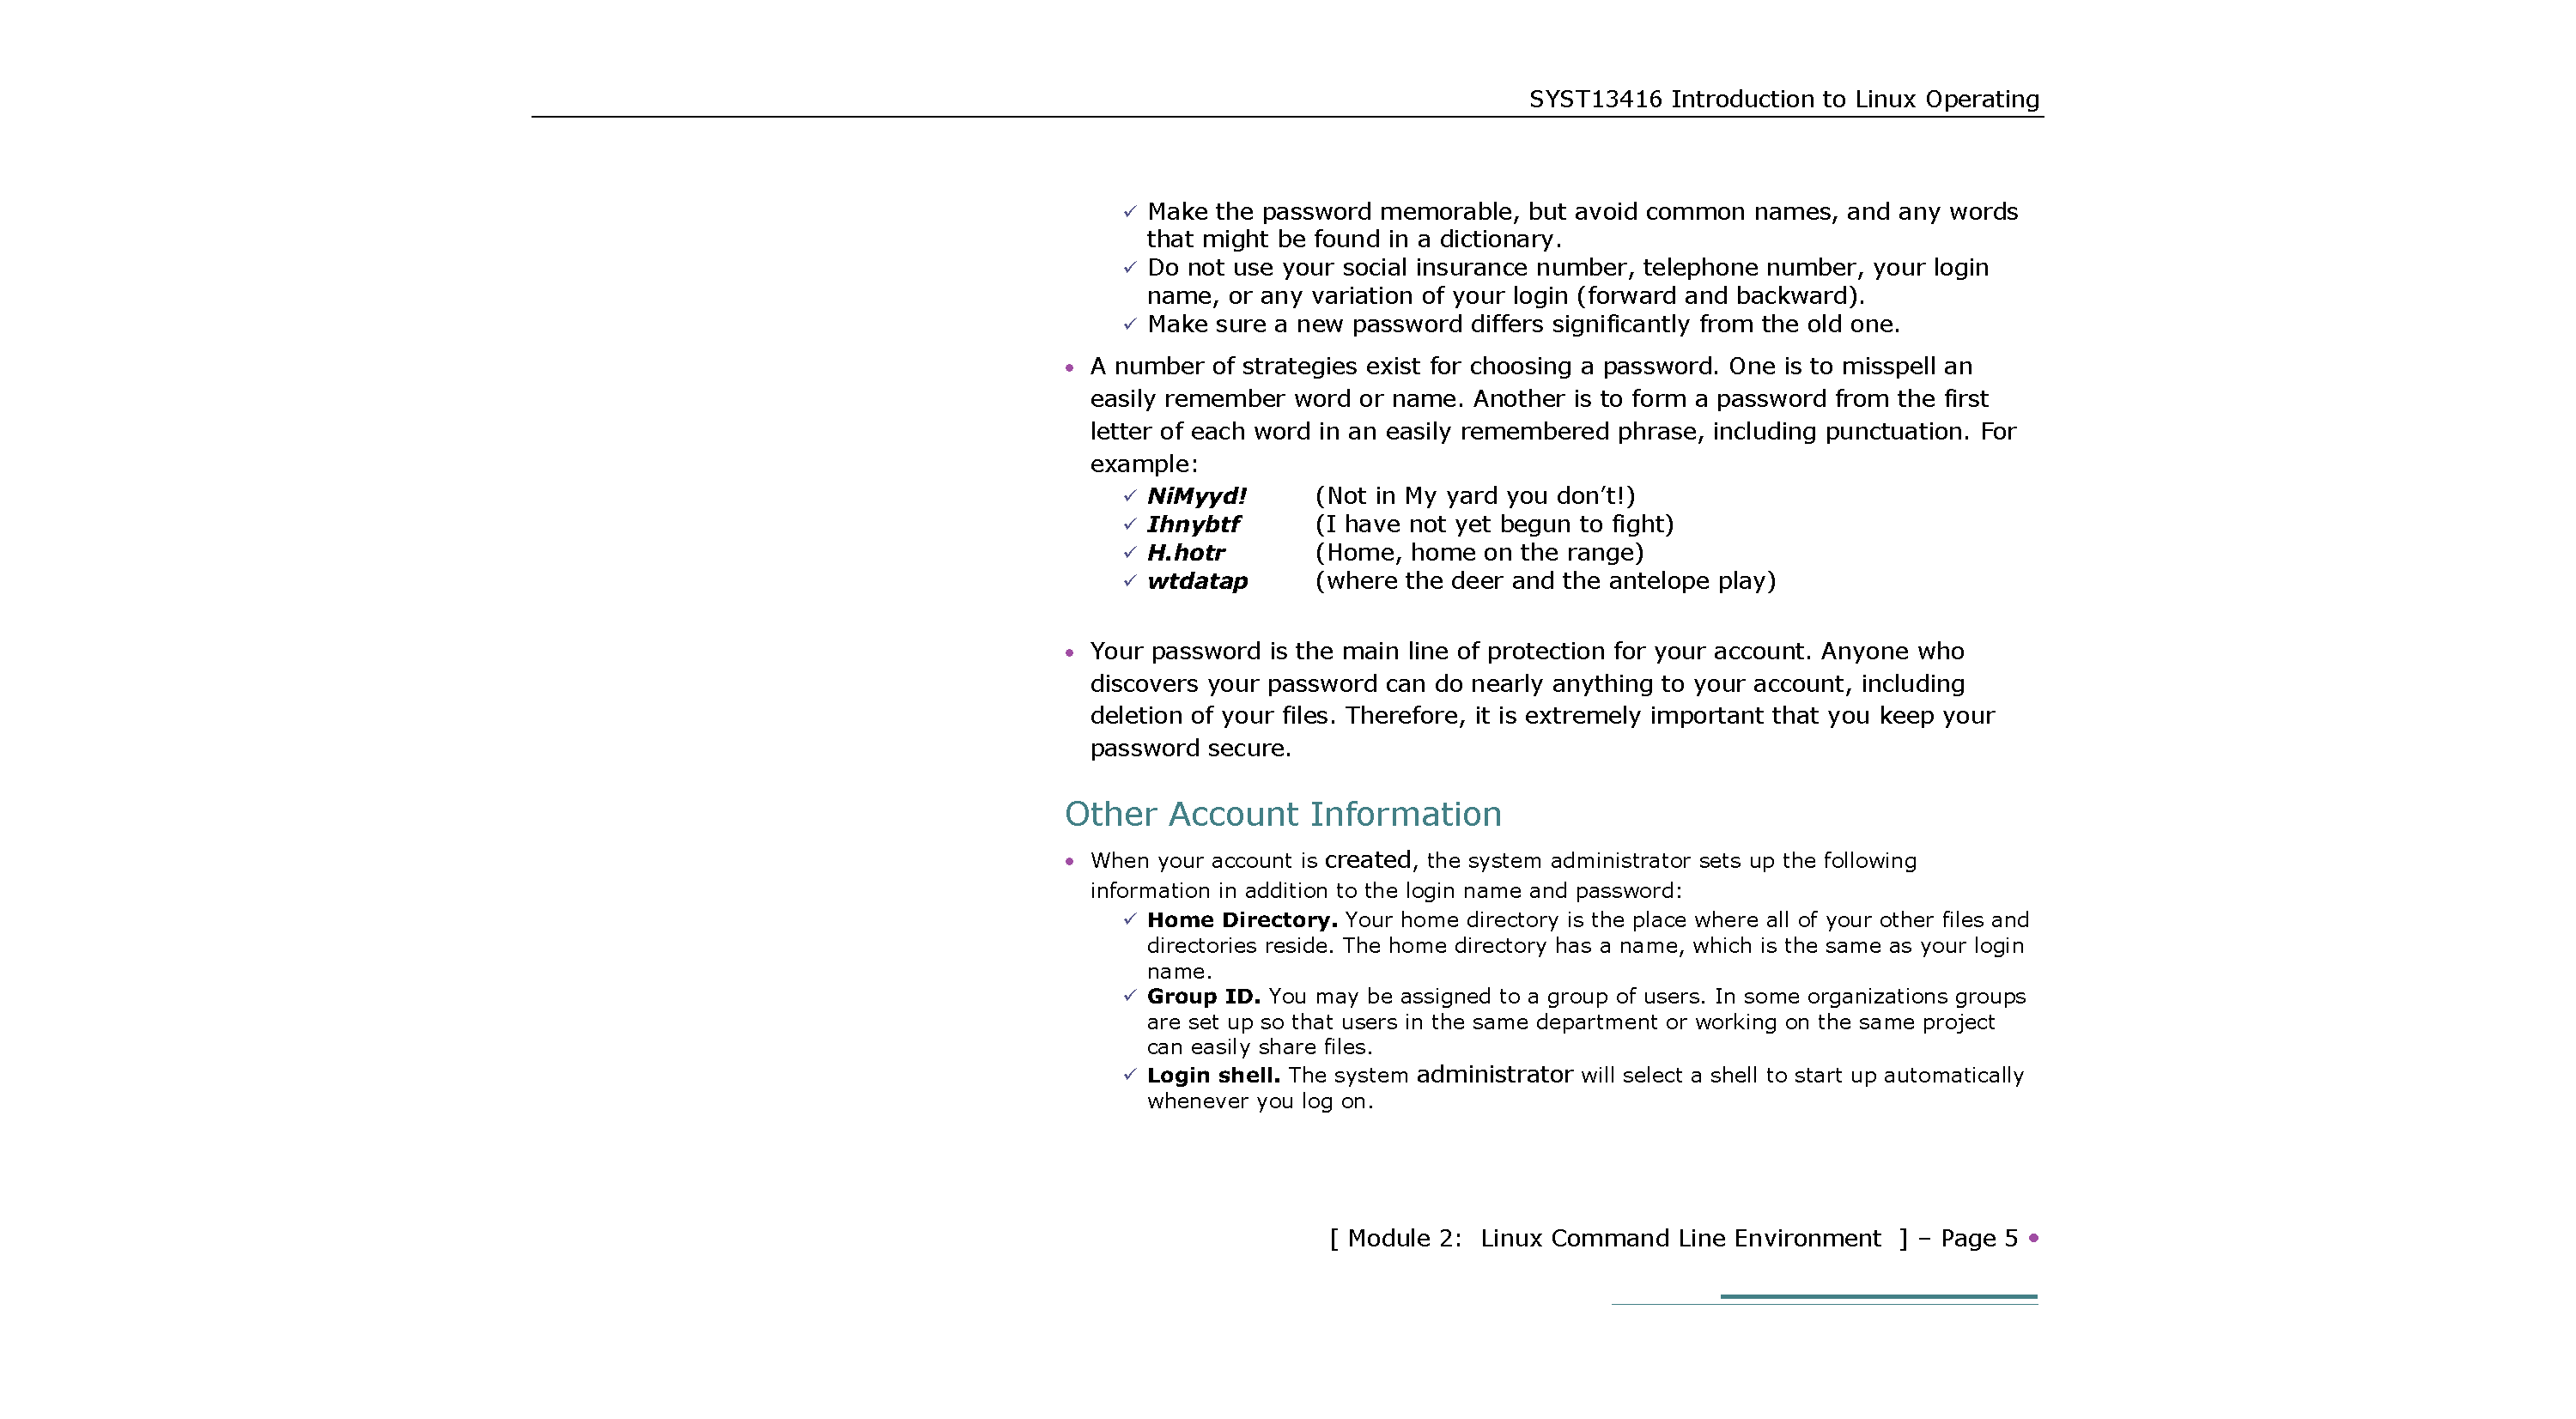 SYST13416 Introduction to Linux Operating
✓ Make the password memorable, but avoid common names, and any words
that might be found in a dictionary.
✓ Do not use your social insurance number, telephone number, your login
name, or any variation of your login (forward and backward).
✓ Make sure a new password differs significantly from the old one.
• A number of strategies exist for choosing a password. One is to misspell an
easily remember word or name. Another is to form a password from the first
letter of each word in an easily remembered phrase, including punctuation. For
example:
✓ NiMyyd! (Not in My yard you don’t!)
✓ Ihnybtf (I have not yet begun to fight)
✓ H.hotr (Home, home on the range)
✓ wtdatap (where the deer and the antelope play)
• Your password is the main line of protection for your account. Anyone who
discovers your password can do nearly anything to your account, including
deletion of your files. Therefore, it is extremely important that you keep your
password secure.
Other Account Information
• When your account is created, the system administrator sets up the following
information in addition to the login name and password:
✓ Home Directory. Your home directory is the place where all of your other files and
directories reside. The home directory has a name, which is the same as your login
name.
✓ Group ID. You may be assigned to a group of users. In some organizations groups
are set up so that users in the same department or working on the same project
can easily share files.
✓ Login shell. The system administrator will select a shell to start up automatically
whenever you log on.
[ Module 2: Linux Command Line Environment ] – Page 5 •